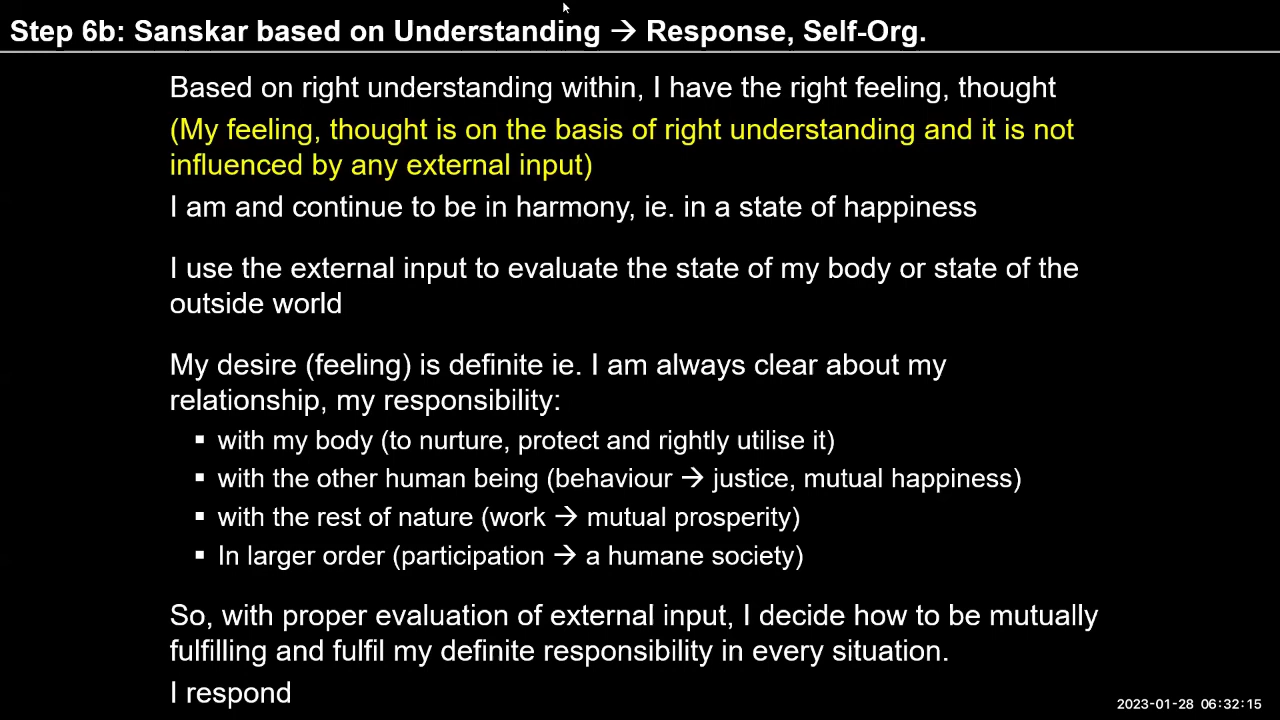 Step 6b: Sanskar based on Understanding → Response, Self-Org.
Based on right understanding within, I have the right feeling, thought
(My feeling, thought is on the basis of right understanding and it is not
influenced by any external input)
I am and continue to be in harmony, ie. in a state of happiness
I use the external input to evaluate the state of my body or state of the
outside world
My desire (feeling) is definite ie. I am always clear about my
relationship, my responsibility:
▪ with my body (to nurture, protect and rightly utilise it)
▪ with the other human being (behaviour → justice, mutual happiness)
▪ with the rest of nature (work → mutual prosperity)
▪ In larger order (participation → a humane society)
So, with proper evaluation of external input, I decide how to be mutually
fulfilling and fulfil my definite responsibility in every situation.
I respond
2023-01-28 06:32:15